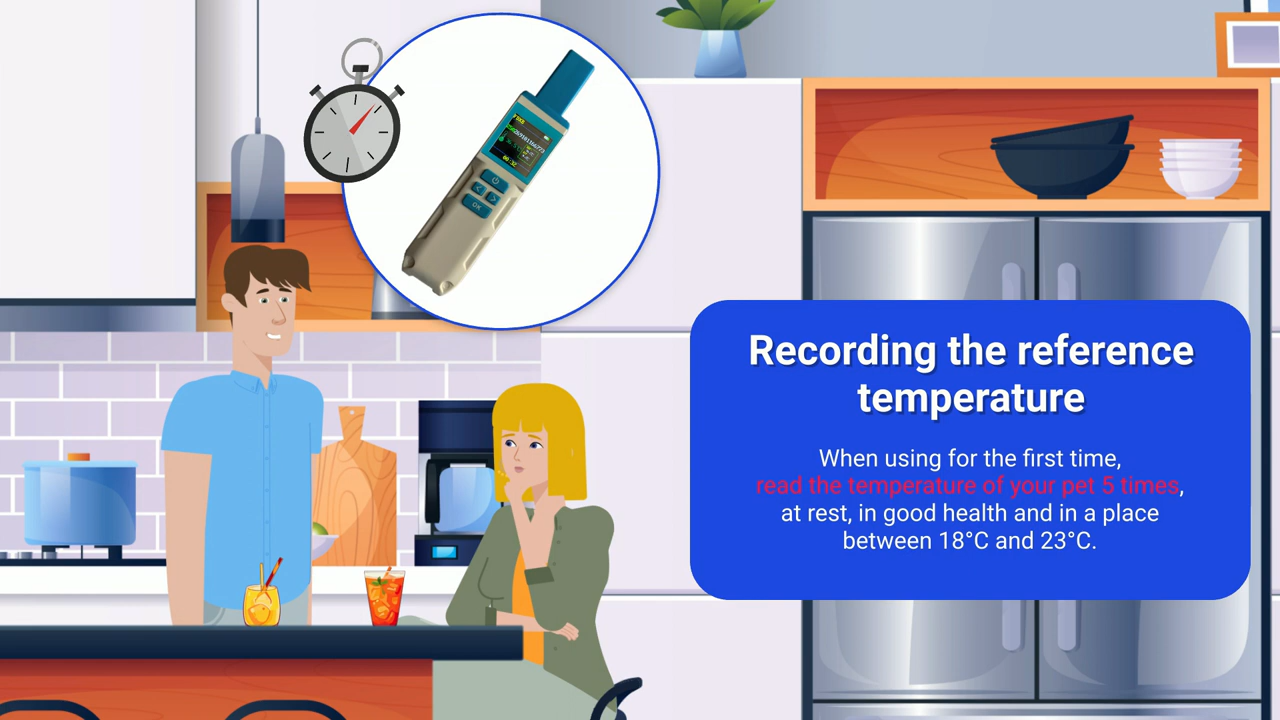 OK
Recording the reference
temperature
When using for the first time,
read the temperature of your pet 5 times,
at rest, in good health and in a place
between 18°C and 23°C.